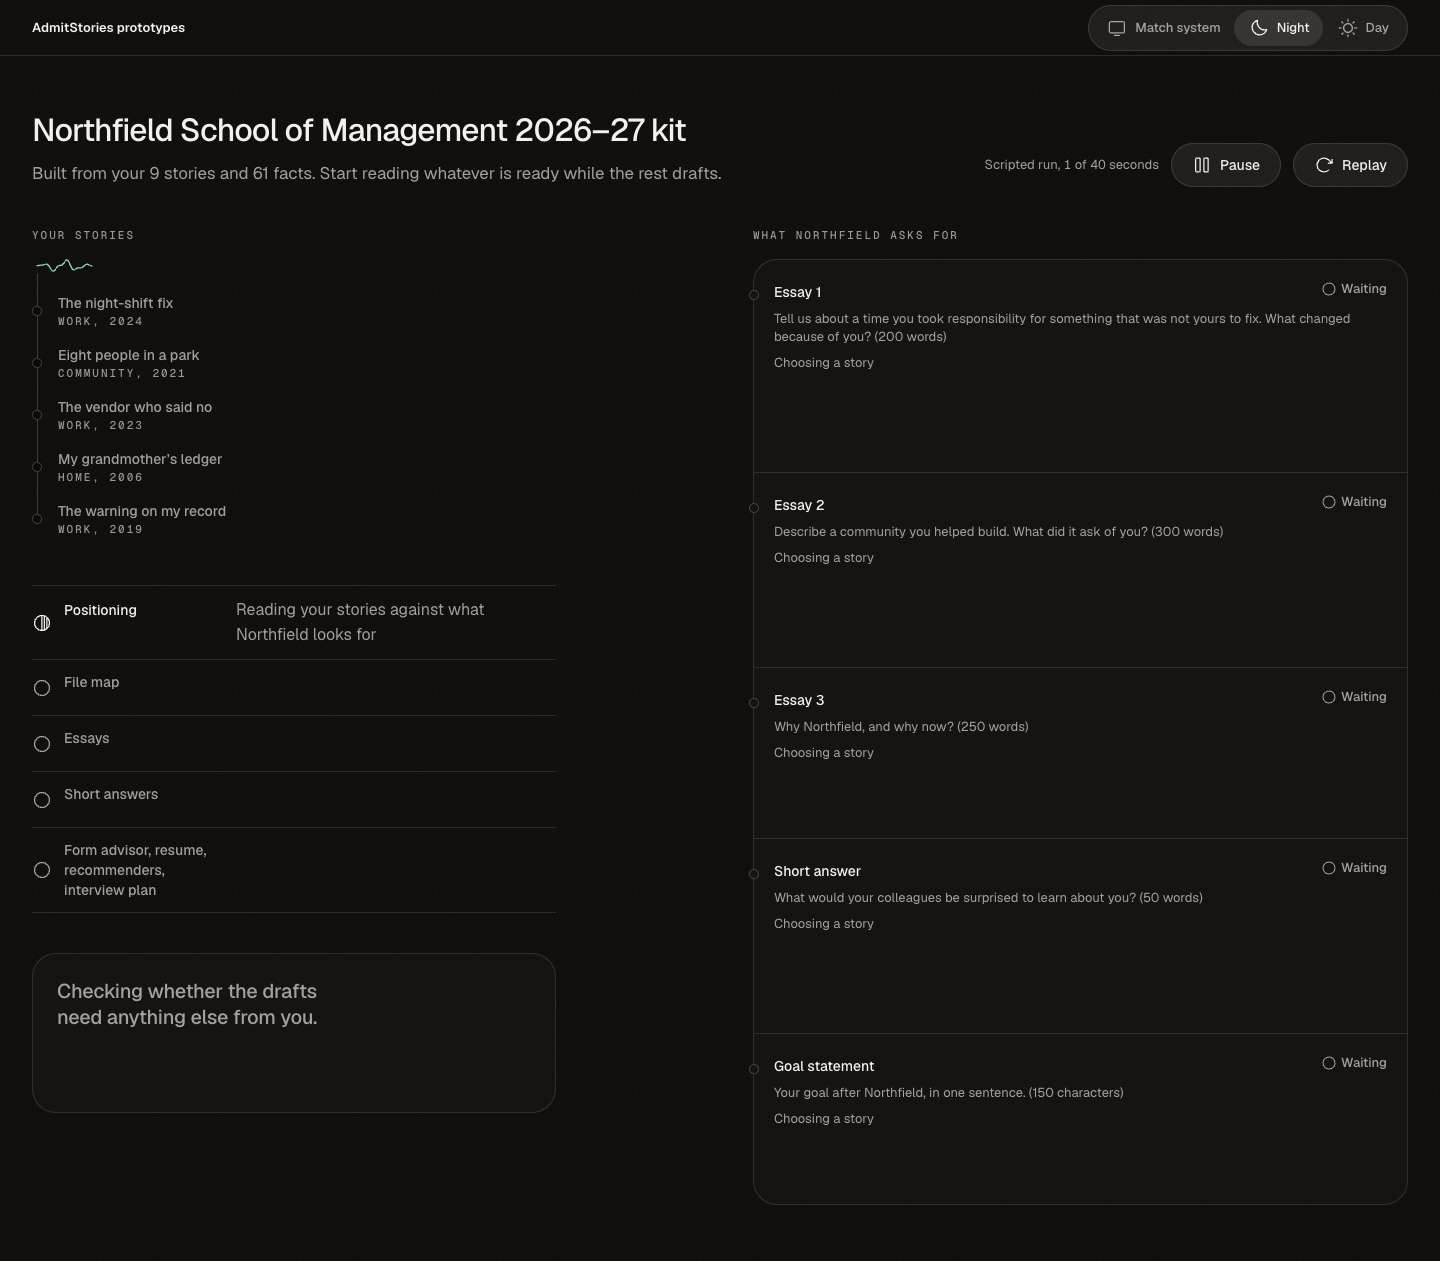 AdmitStories prototypes
Match system
Night
Day
Northfield School of Management 2026–27 kit
Built from your 9 stories and 61 facts. Start reading whatever is ready while the rest drafts.
Scripted run, 1 of 40 seconds
Pause
Replay
YOUR STORIES
The night-shift fix
WORK, 2024
Eight people in a park
COMMUNITY, 2021
The vendor who said no
WORK, 2023
My grandmother’s ledger
HOME, 2006
The warning on my record
WORK, 2019
Positioning
Reading your stories against what
Northfield looks for
File map
Essays
Short answers
Form advisor, resume,
recommenders,
interview plan
Checking whether the drafts
need anything else from you.
WHAT NORTHFIELD ASKS FOR
Essay 1
Waiting
Tell us about a time you took responsibility for something that was not yours to fix. What changed
because of you? (200 words)
Choosing a story
Essay 2
Waiting
Describe a community you helped build. What did it ask of you? (300 words)
Choosing a story
Essay 3
Waiting
Why Northfield, and why now? (250 words)
Choosing a story
Short answer
Waiting
What would your colleagues be surprised to learn about you? (50 words)
Choosing a story
Goal statement
Waiting
Your goal after Northfield, in one sentence. (150 characters)
Choosing a story